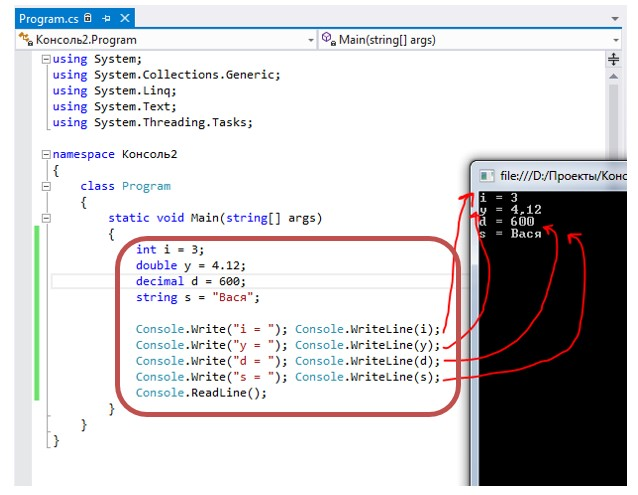 Program.cs
Консоль2.Program
Main(string[] args)
using System;
using System.Collections.Generic;
using System.Linq;
using System.Text;
using System.Threading.Tasks;
namespace Консоль2
{
class Program
{
static void Main(string[] args)
{
int i = 3;
double y = 4.12;
decimal d = 600;
string s = "Вася";
Console.Write("i = "); Console.WriteLine(i);
Console.Write("y = "); Console.WriteLine(y);
Console.Write("d = "); Console.WriteLine(d);
Console.Write("s = "); Console.WriteLine(s);
Console.ReadLine();
}
}
}
file:///D:/Проекты/Конс
i = 3
y = 4,12
d = 600
s = Вася